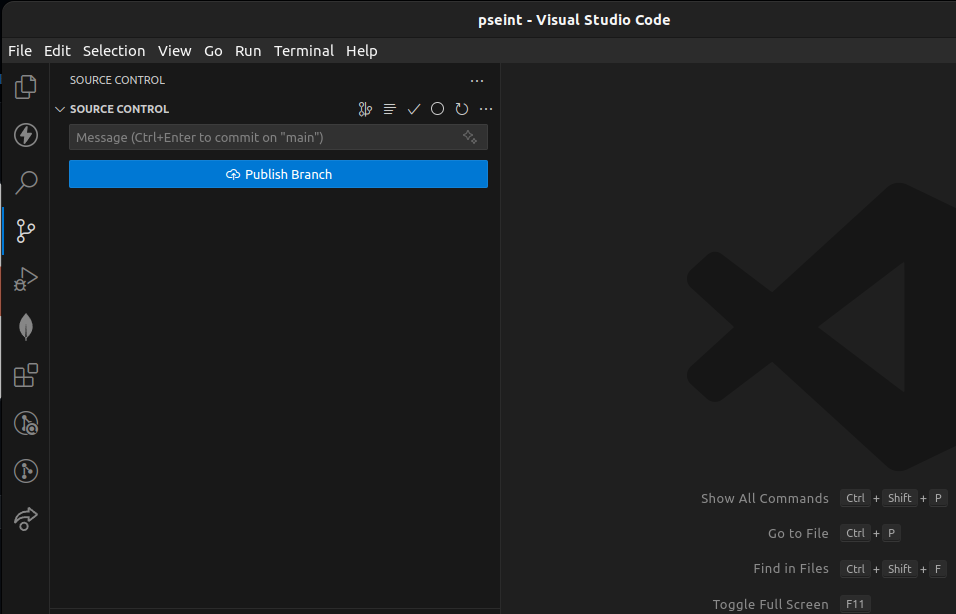 pseint - Visual Studio Code
File Edit Selection View Go Run Terminal Help
SOURCE CONTROL
SOURCE CONTROL
Message (Ctrl+Enter to commit on "main")
Publish Branch
Show All Commands Ctrl + Shift + P
Go to File Ctrl + P
Find in Files Ctrl + Shift + F
Toggle Full Screen F11